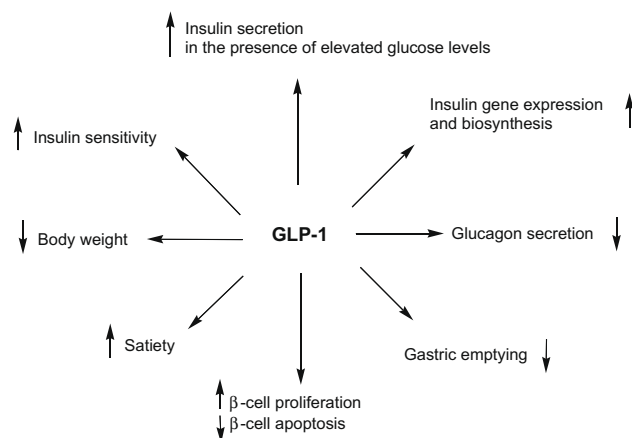 Insulin secretion
in the presence of elevated glucose levels
Insulin gene expression
and biosynthesis
Insulin sensitivity
GLP-1
Body weight
Glucagon secretion
Satiety
Gastric emptying
β-cell proliferation
β-cell apoptosis